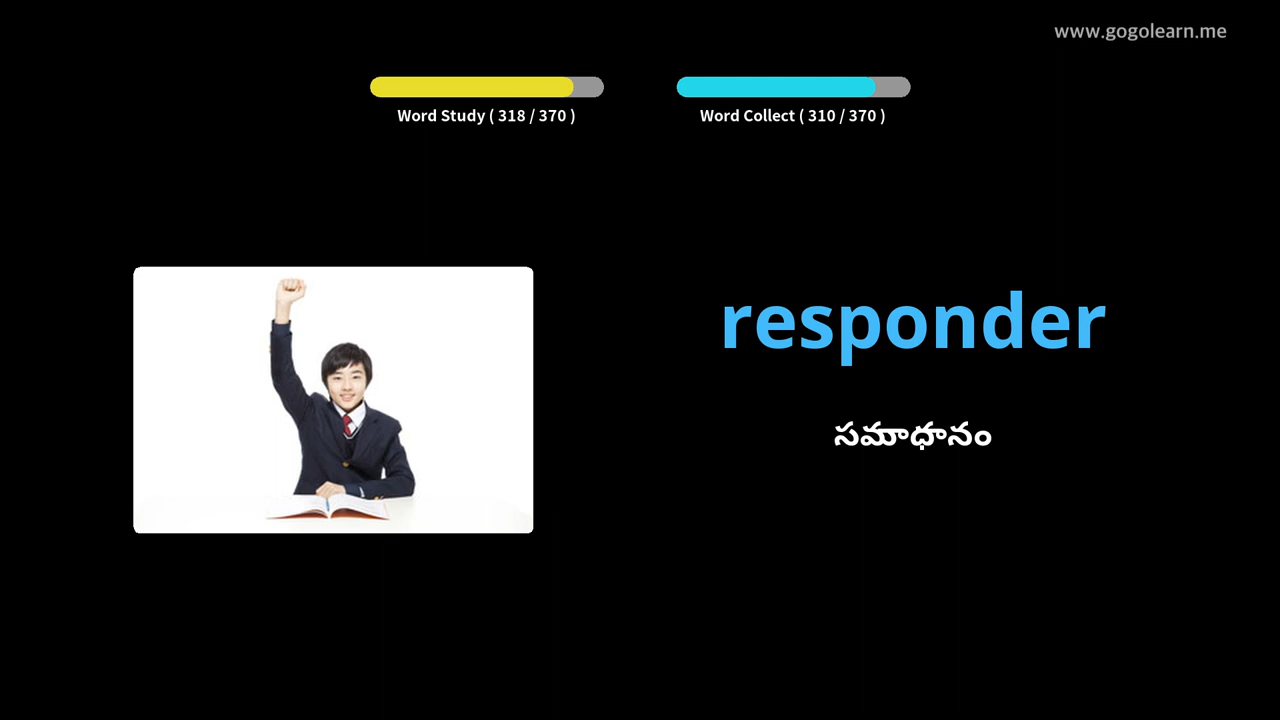 www.gogolearn.me
Word Study ( 318 / 370 )
Word Collect ( 310 / 370 )
responder
సమాధానం